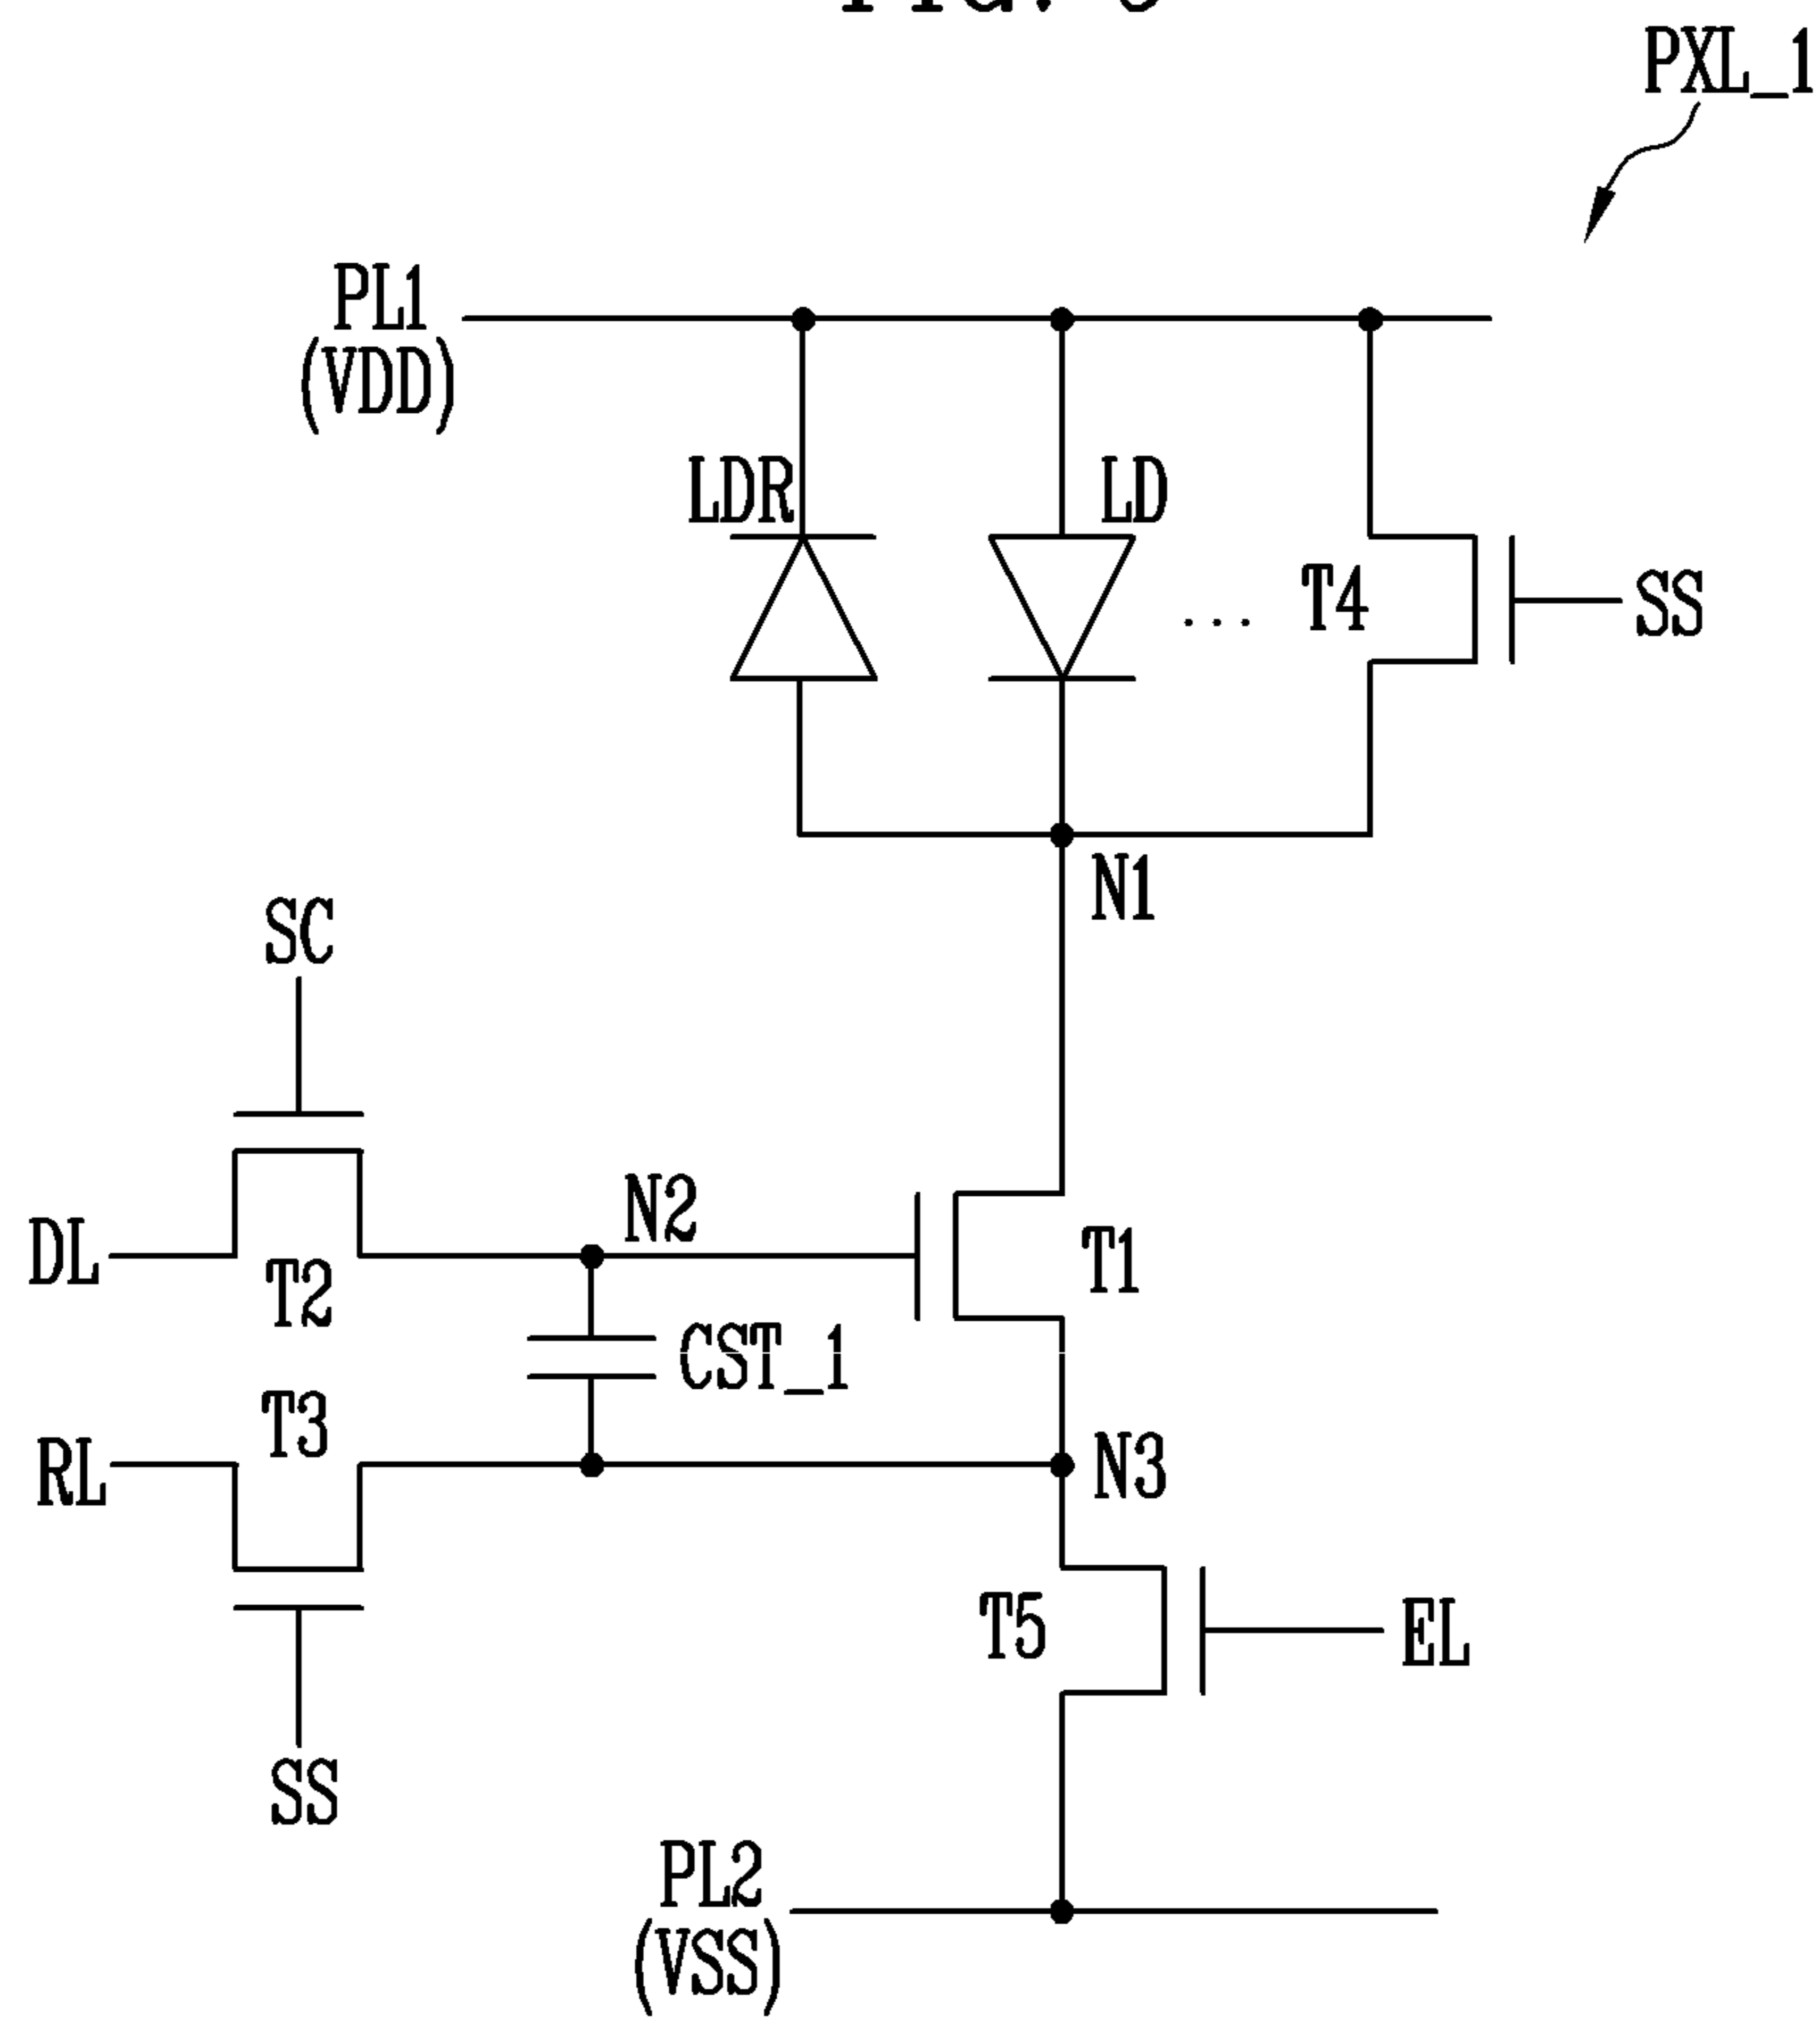 PXL_1
PL1
(VDD)
LDR
LD
...
T4
SS
N1
SC
N2
DL
T2
T1
CST_1
T3
RL
N3
T5
EL
SS
PL2
(VSS)